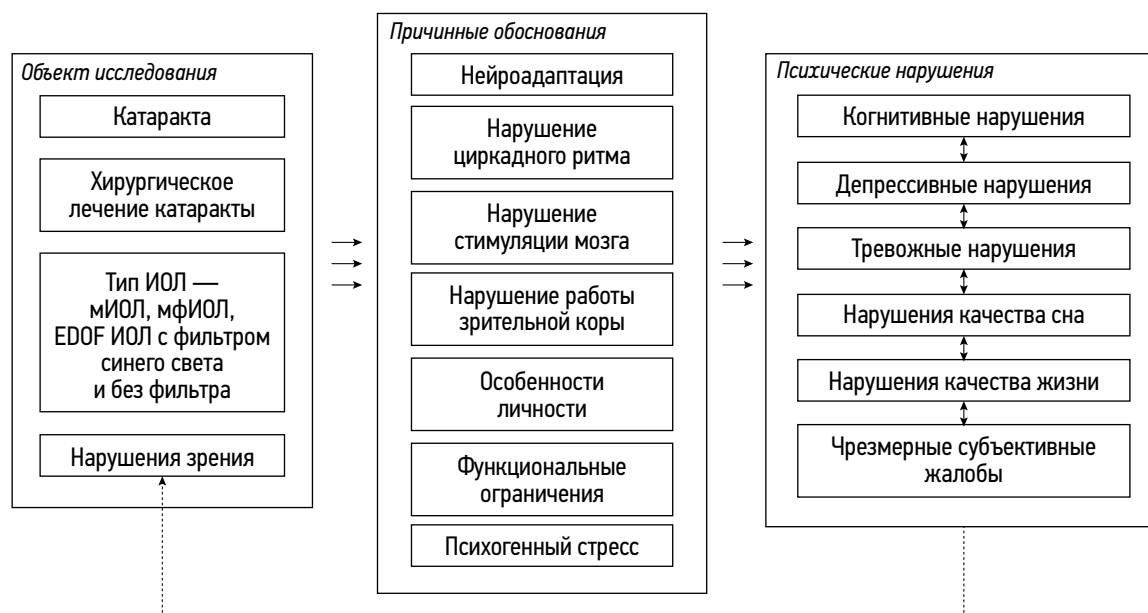 Объект исследования
Катаракта
Хирургическое
лечение катаракты
Тип ИОЛ —
мИОЛ, мфИОЛ,
EDOF ИОЛ с фильтром
синего света
и без фильтра
Нарушения зрения
Причинные обоснования
Нейроадаптация
Нарушение
циркадного ритма
Нарушение
стимуляции мозга
Нарушение работы
зрительной коры
Особенности
личности
Функциональные
ограничения
Психогенный стресс
Психические нарушения
Когнитивные нарушения
Депрессивные нарушения
Тревожные нарушения
Нарушения качества сна
Нарушения качества жизни
Чрезмерные субъективные
жалобы